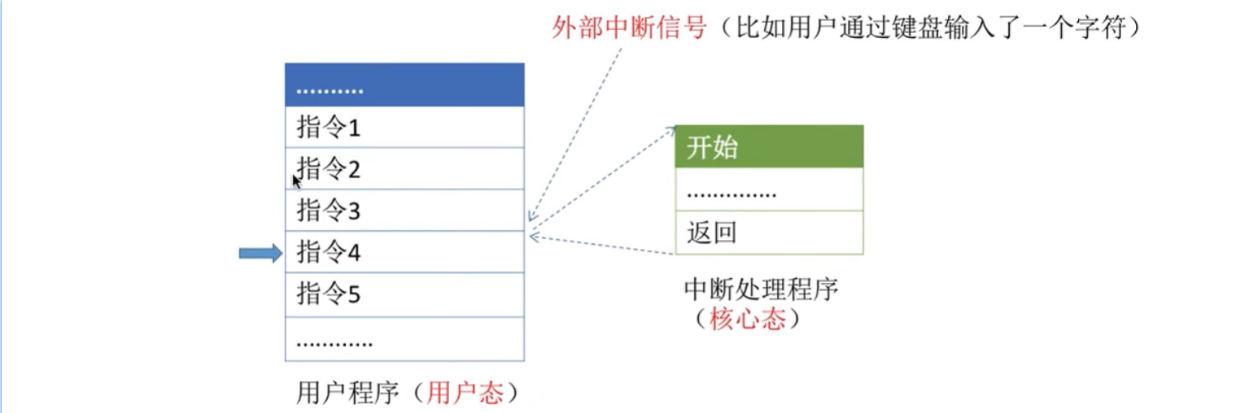 外部中断信号（比如用户通过键盘输入了一个字符）
..........
指令1
指令2
指令3
指令4
指令5
............
用户程序（用户态）
开始
..............
返回
中断处理程序
（核心态）